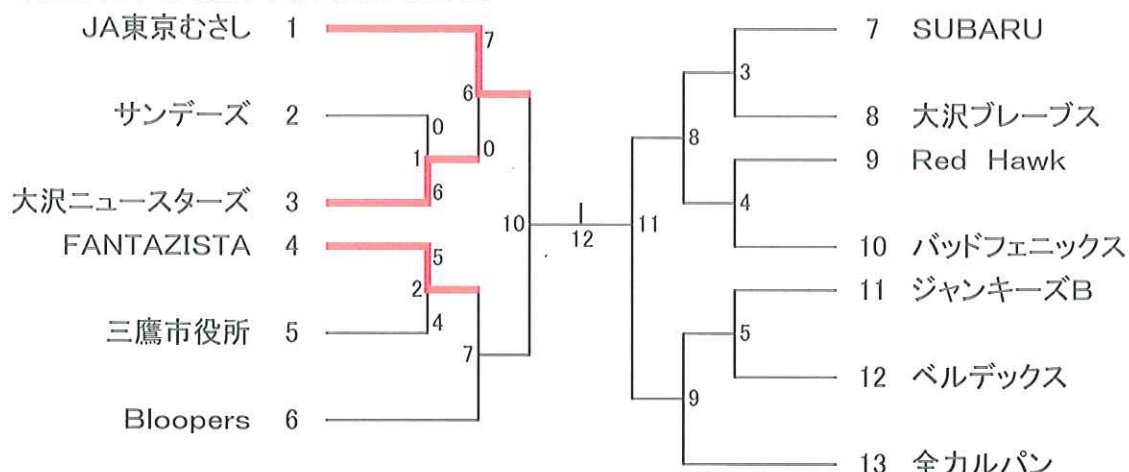 JA東京むさし 1
サンデーズ 2
大沢ニュースターズ 3
FANTAZISTA 4
三鷹市役所 5
Bloopers 6
7
6
0
1
0
6
5
2
4
7
10
12
11
8
3
4
9
5
7 SUBARU
8 大沢ブレーブス
9 Red Hawk
10 バッドフェニックス
11 ジャンキーズB
12 ベルデックス
13 全カルパン